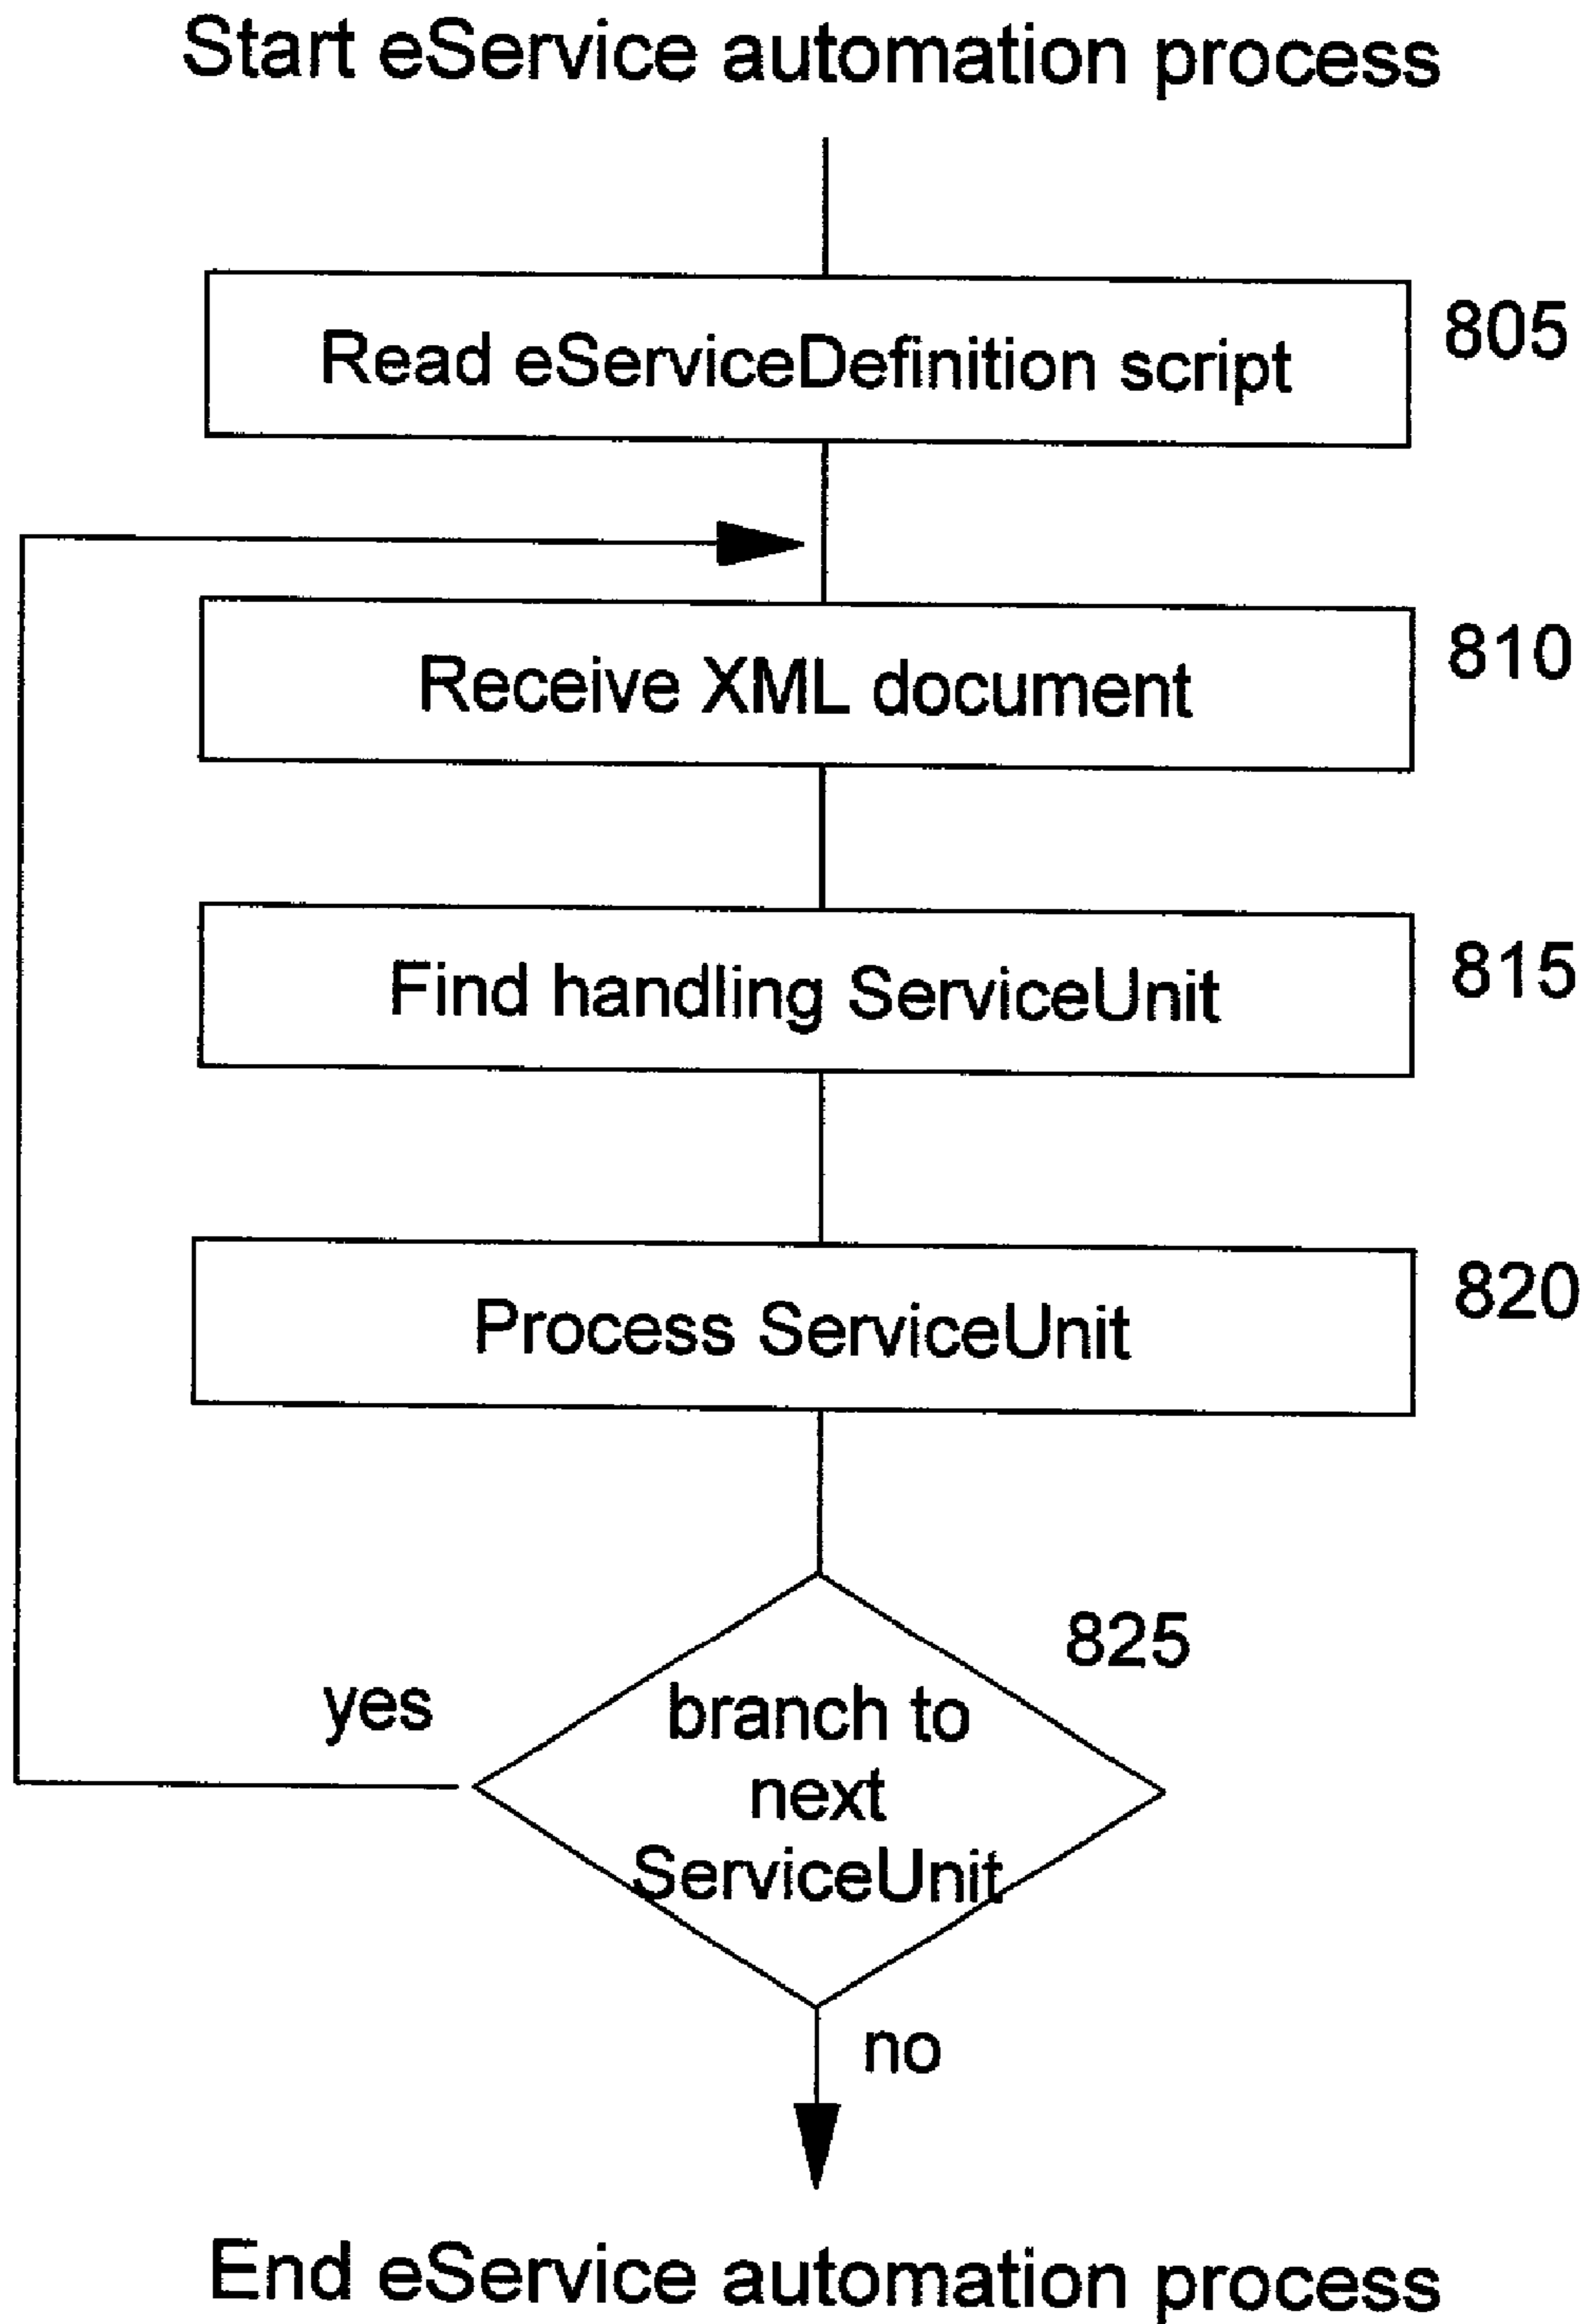 Start eService automation process
Read eServiceDefinition script
805
Receive XML document
810
Find handling ServiceUnit
815
Process ServiceUnit
820
825
yes
branch to
next
ServiceUnit
no
End eService automation process